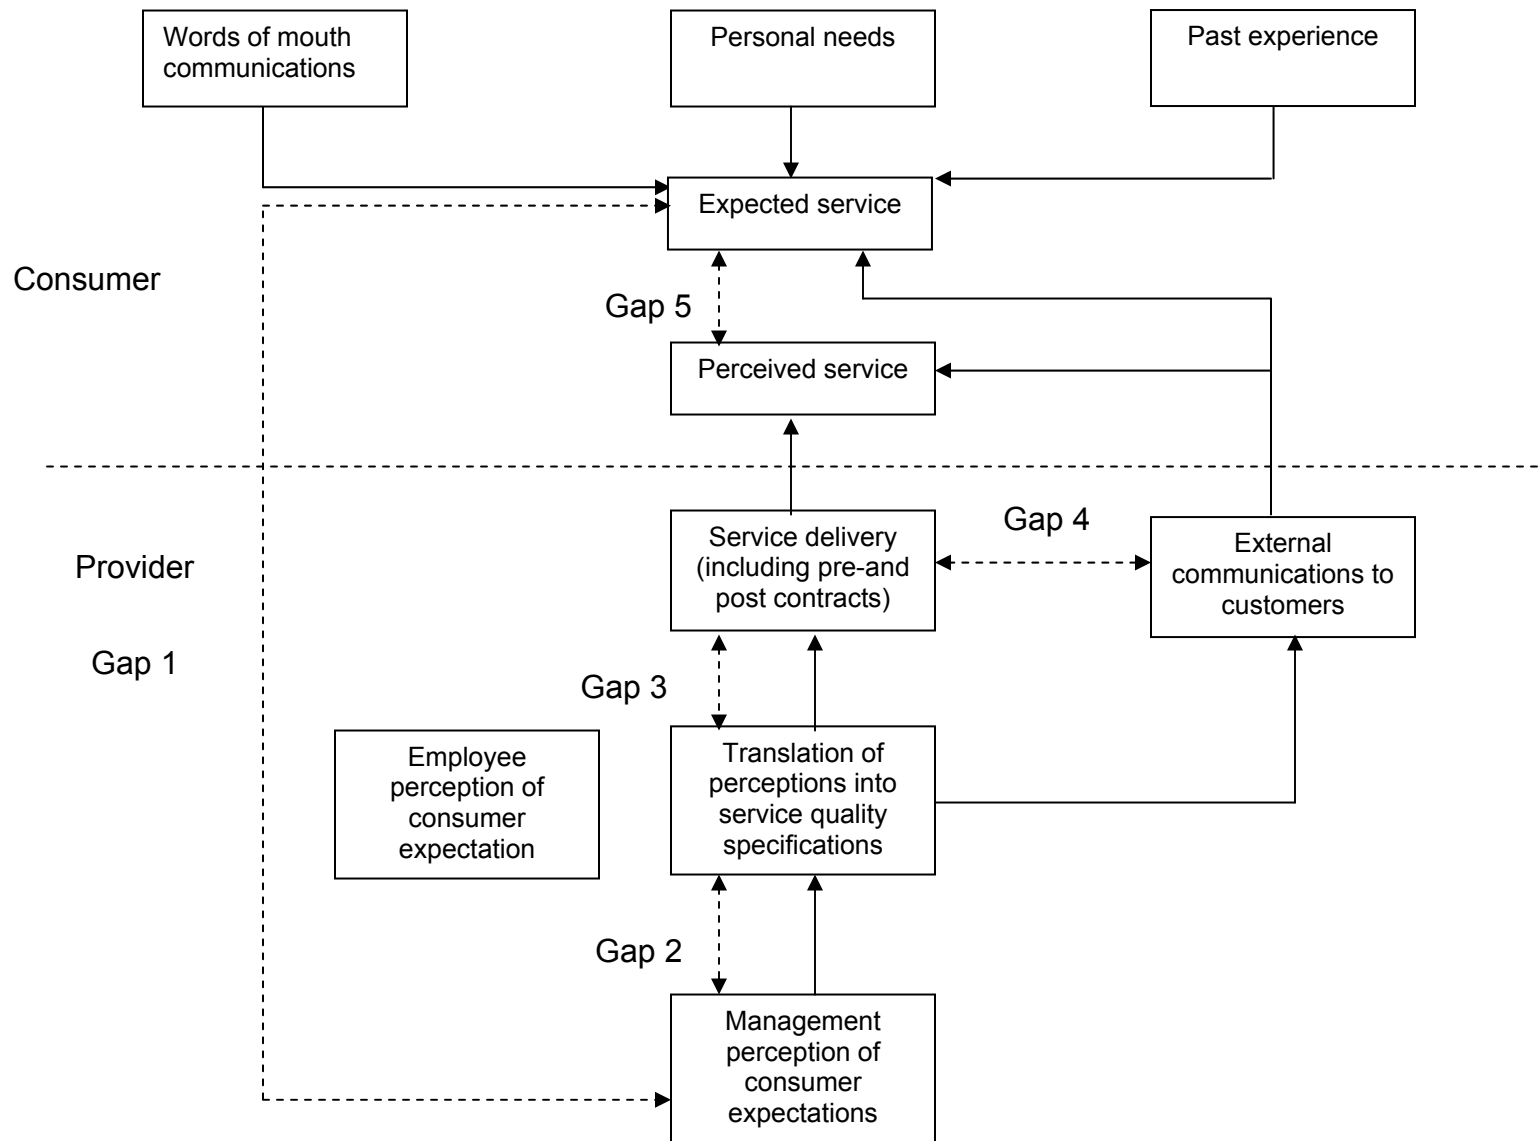 Words of mouth
communications
Personal needs
Past experience
Expected service
Consumer
Gap 5
Perceived service
Gap 4
Service delivery
(including pre-and
post contracts)
External
communications to
customers
Provider
Gap 1
Gap 3
Employee
perception of
consumer
expectation
Translation of
perceptions into
service quality
specifications
Gap 2
Management
perception of
consumer
expectations